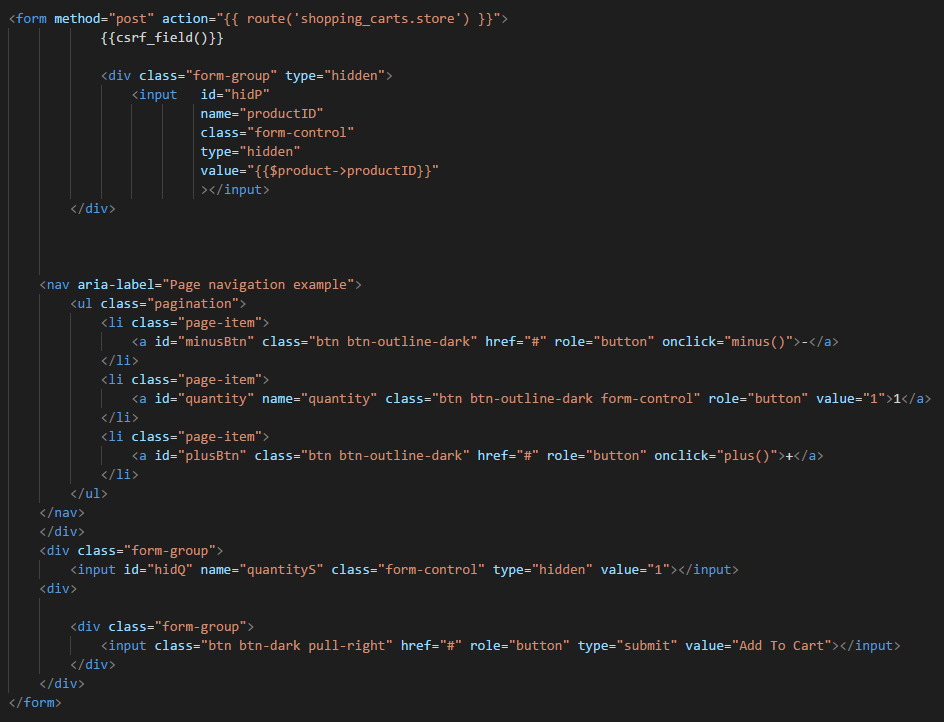 <form method="post" action="{{ route('shopping_carts.store') }}">
{{csrf_field()}}
<div class="form-group" type="hidden">
<input   id="hidP"
name="productID"
class="form-control"
type="hidden"
value="{{$product->productID}}"
></input>
</div>
<nav aria-label="Page navigation example">
<ul class="pagination">
<li class="page-item">
<a id="minusBtn" class="btn btn-outline-dark" href="#" role="button" onclick="minus()">-</a>
</li>
<li class="page-item">
<a id="quantity" name="quantity" class="btn btn-outline-dark form-control" role="button" value="1">1</a>
</li>
<li class="page-item">
<a id="plusBtn" class="btn btn-outline-dark" href="#" role="button" onclick="plus()">+</a>
</li>
</ul>
</nav>
</div>
<div class="form-group">
<input id="hidQ" name="quantityS" class="form-control" type="hidden" value="1"></input>
<div>
<div class="form-group">
<input class="btn btn-dark pull-right" href="#" role="button" type="submit" value="Add To Cart"></input>
</div>
</div>
</form>